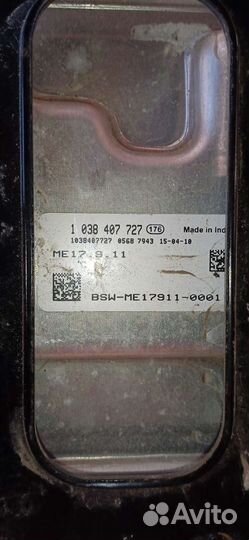 1 038 407 727 176 Made in Ind
1038407727 0568 7943 15-04-10
ME17.9.11
BSW-ME17911-0001
Avito